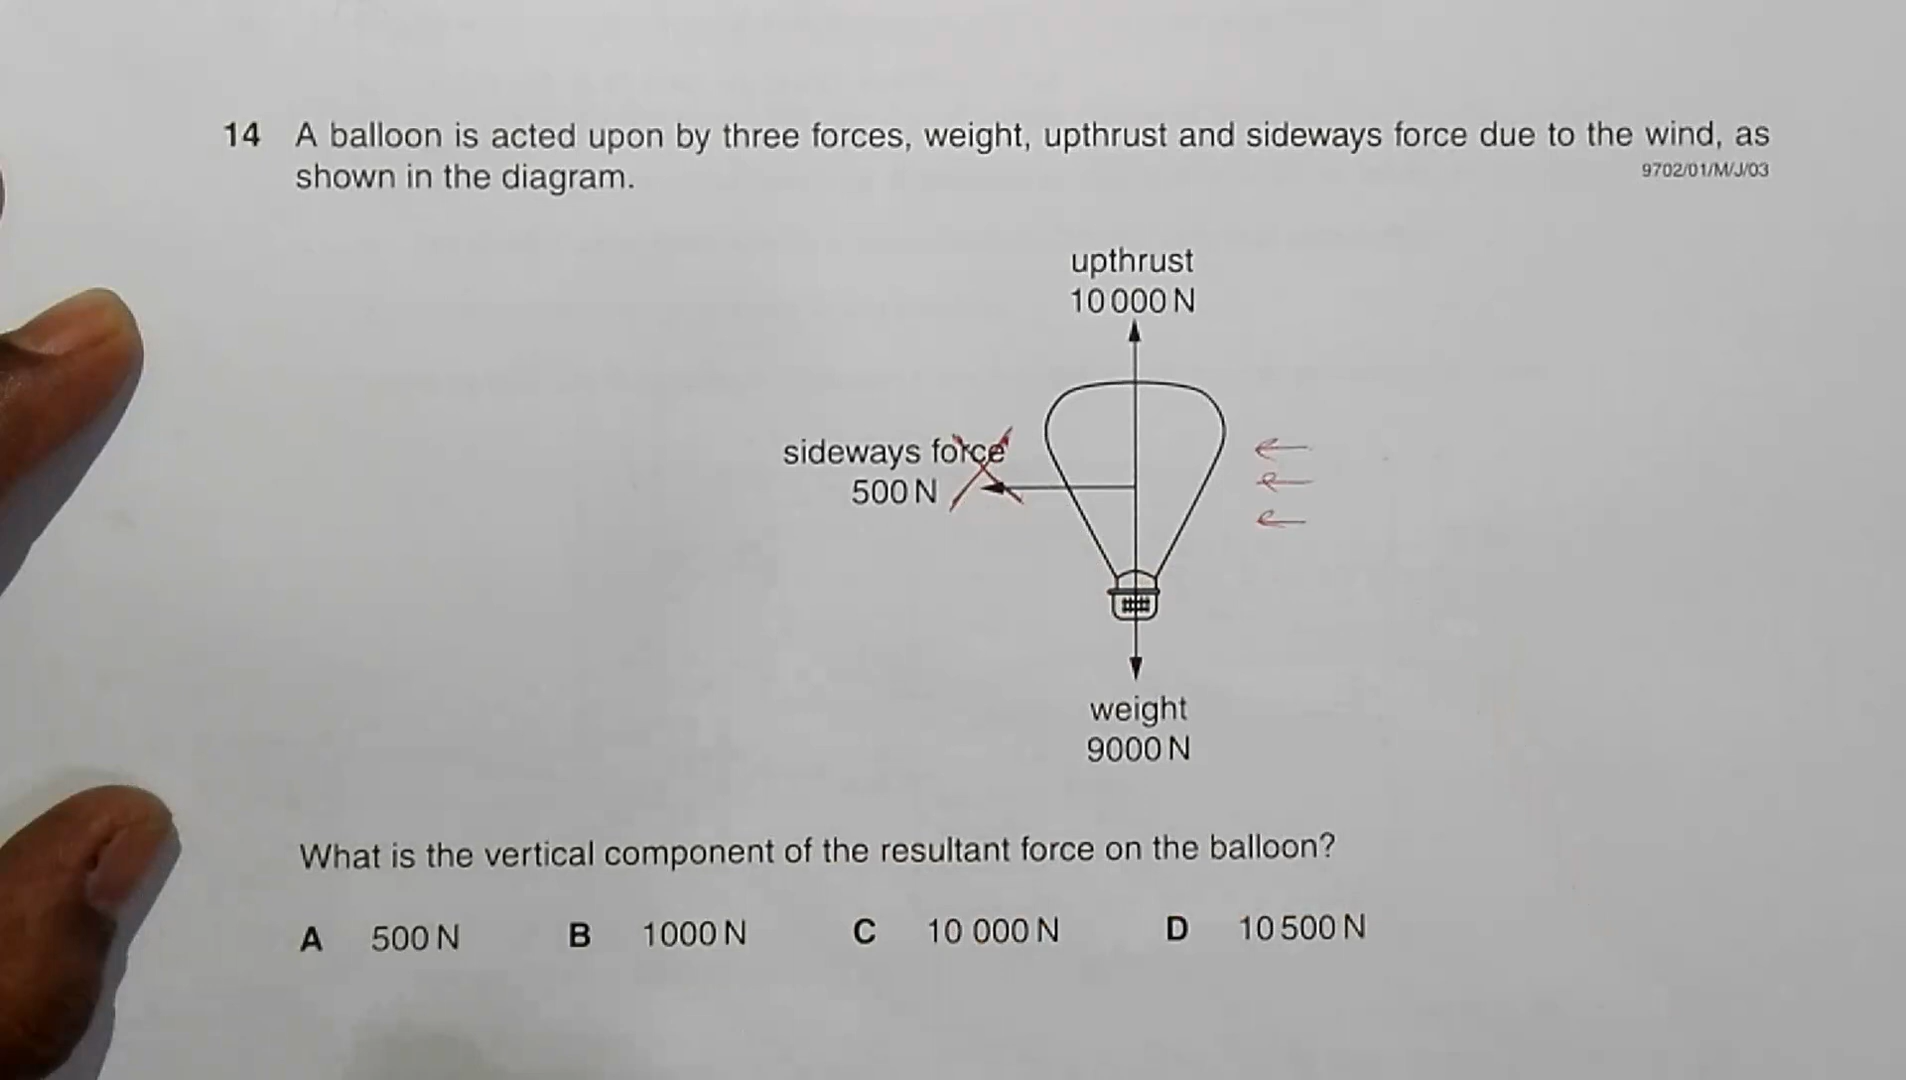 14 A balloon is acted upon by three forces, weight, upthrust and sideways force due to the wind, as
shown in the diagram.
9702/01/M/J/03
upthrust
10 000 N
sideways force
500 N
weight
9000 N
What is the vertical component of the resultant force on the balloon?
A 500 N B 1000 N C 10 000 N D 10 500 N